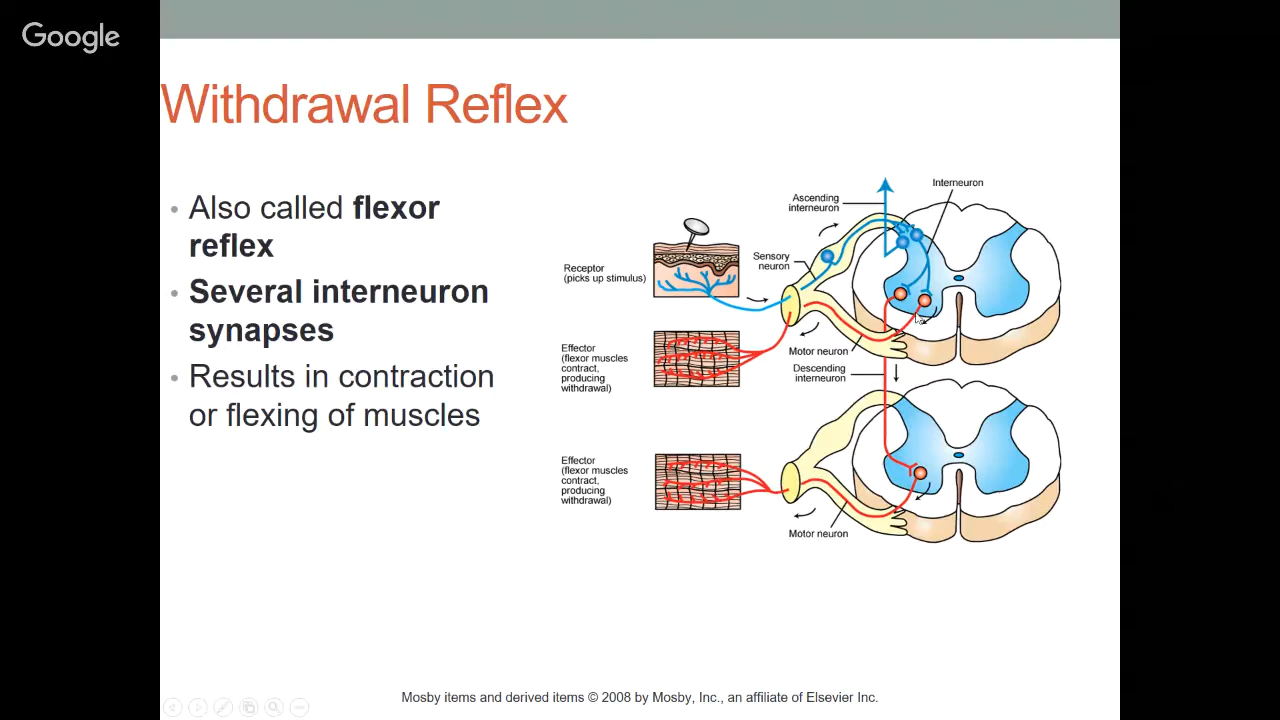 Google
Withdrawal Reflex
• Also called flexor
reflex
• Several interneuron
synapses
• Results in contraction
or flexing of muscles
Ascending
interneuron
Interneuron
Sensory
neuron
Receptor
(picks up stimulus)
Effector
(flexor muscles
contract,
producing
withdrawal)
Motor neuron
Descending
interneuron
Effector
(flexor muscles
contract,
producing
withdrawal)
Motor neuron
Mosby items and derived items © 2008 by Mosby, Inc., an affiliate of Elsevier Inc.